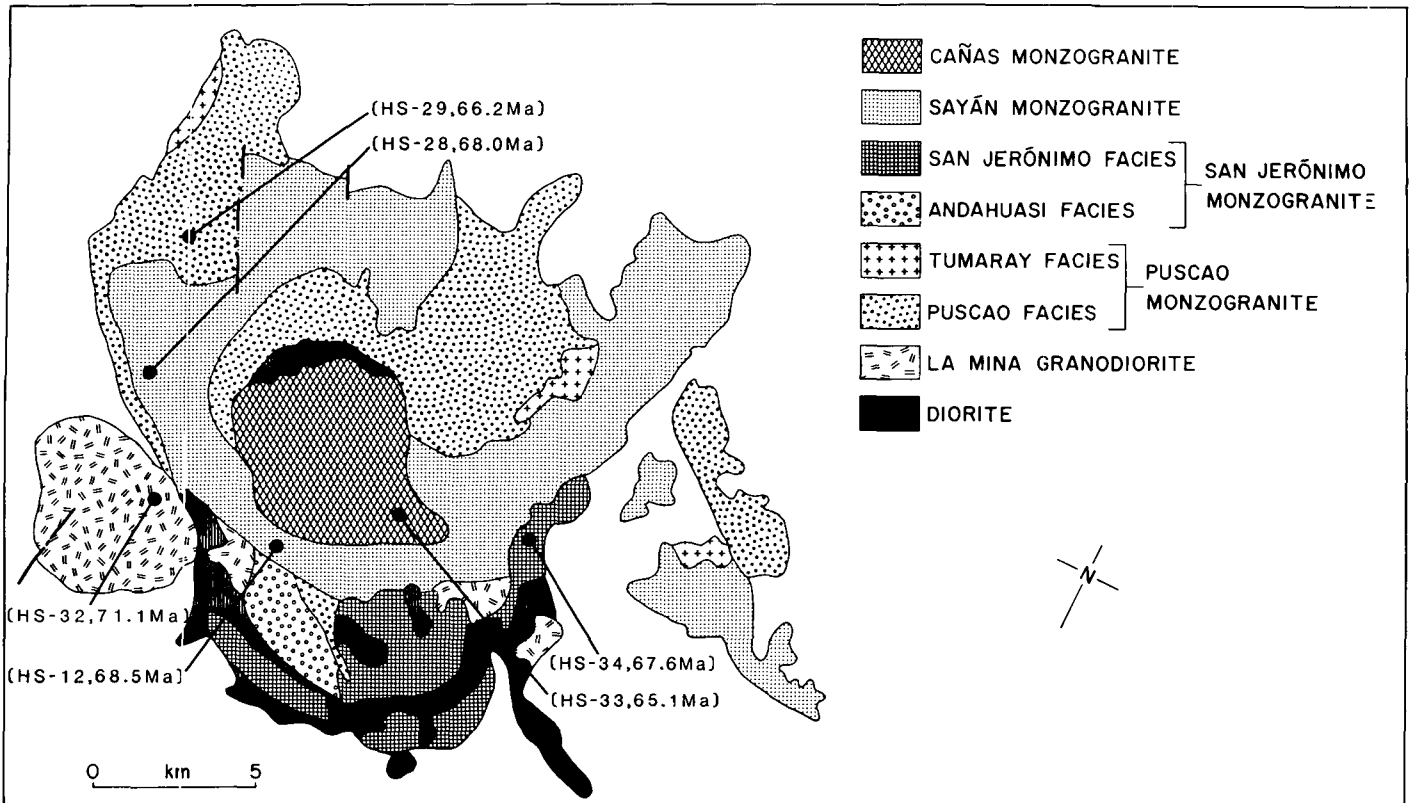 (HS-29,66.2Ma)
(HS-28,68.0Ma)
(HS-32,71.1Ma)
(HS-12,68.5Ma)
(HS-34,67.6Ma)
(HS-33,65.1Ma)
0 km 5
N
CAÑAS MONZOGRANITE
SAYÁN MONZOGRANITE
SAN JERÓNIMO FACIES
ANDAHUASI FACIES
SAN JERÓNIMO
MONZOGRANITE
TUMARAY FACIES
PUSCAO FACIES
PUSCAO
MONZOGRANITE
LA MINA GRANODIORITE
DIORITE